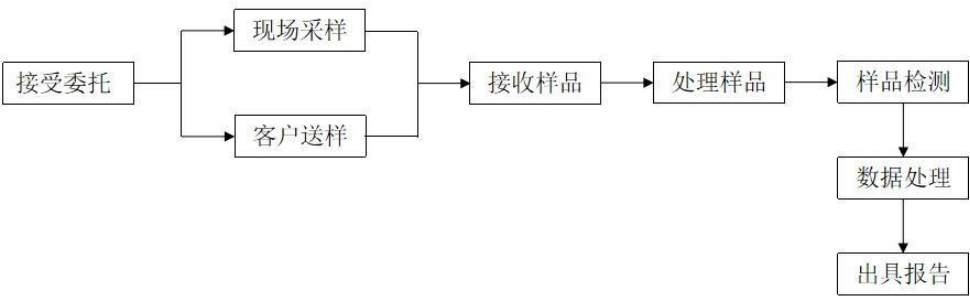 接受委托
现场采样
客户送样
接收样品
处理样品
样品检测
数据处理
出具报告